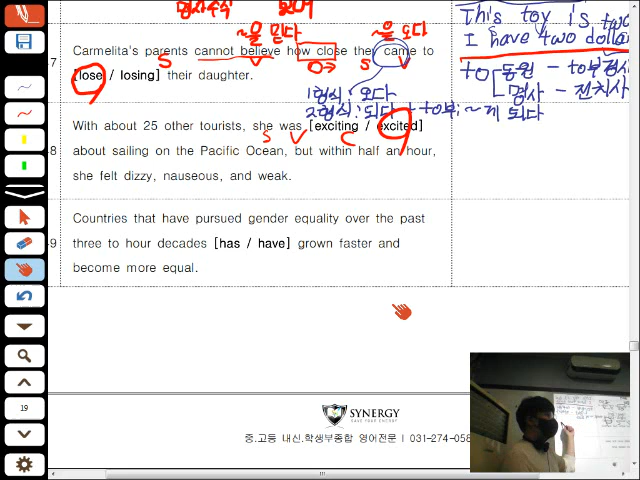 명사수식
This toy is two
I have two dolla
~을 믿다
~을 오다
7
Carmelita's parents cannot believe how close they came to
S V S V
[lose / losing] their daughter.
to 동원 - to부정사
명사 - 전치사
1형식: 오다
2형식: 되다 + to부: ~게 되다
With about 25 other tourists, she was [exciting / excited]
S V C
8
about sailing on the Pacific Ocean, but within half an hour,
she felt dizzy, nauseous, and weak.
Countries that have pursued gender equality over the past
9
three to hour decades [has / have] grown faster and
become more equal.
19
SYNERGY
SAVE YOUR ENERGY
중.고등 내신.학생부종합 영어전문 031-274-058